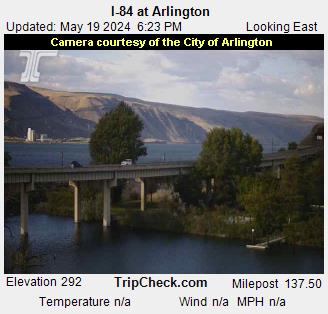 I-84 at Arlington
Updated: May 19 2024 6:23 PM Looking East
Camera courtesy of the City of Arlington
Elevation 292 TripCheck.com Milepost 137.50
Temperature n/a Wind n/a MPH n/a